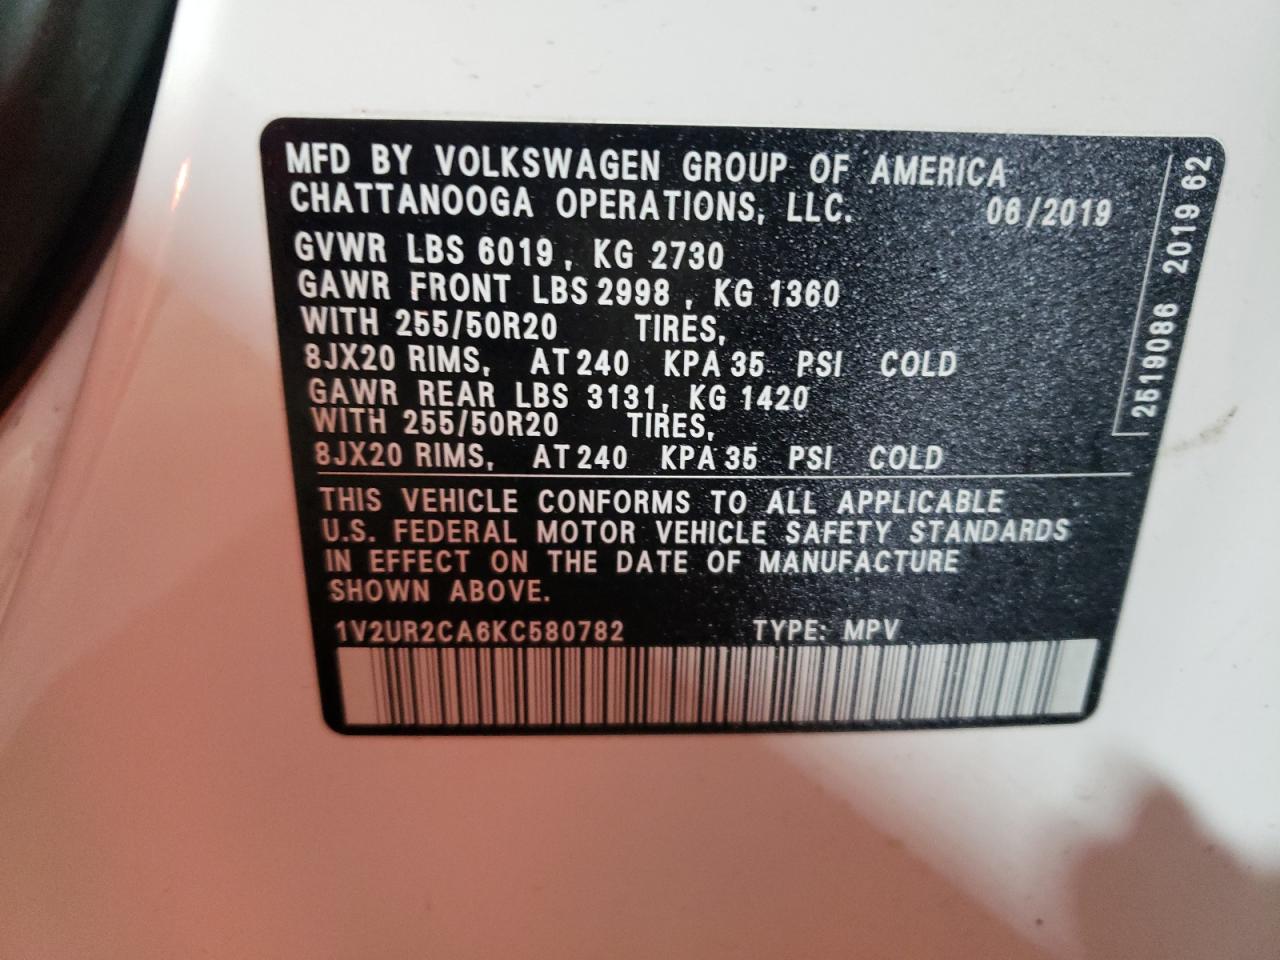 MFD BY VOLKSWAGEN GROUP OF AMERICA
CHATTANOOGA OPERATIONS, LLC. 06/2019
GVWR LBS 6019, KG 2730
GAWR FRONT LBS 2998, KG 1360
WITH 255/50R20 TIRES,
8JX20 RIMS, AT 240 KPA 35 PSI COLD
GAWR REAR LBS 3131, KG 1420
WITH 255/50R20 TIRES,
8JX20 RIMS, AT 240 KPA 35 PSI COLD
THIS VEHICLE CONFORMS TO ALL APPLICABLE
U.S. FEDERAL MOTOR VEHICLE SAFETY STANDARDS
IN EFFECT ON THE DATE OF MANUFACTURE
SHOWN ABOVE.
1V2UR2CA6KC580782 TYPE: MPV
2519086 2019 62